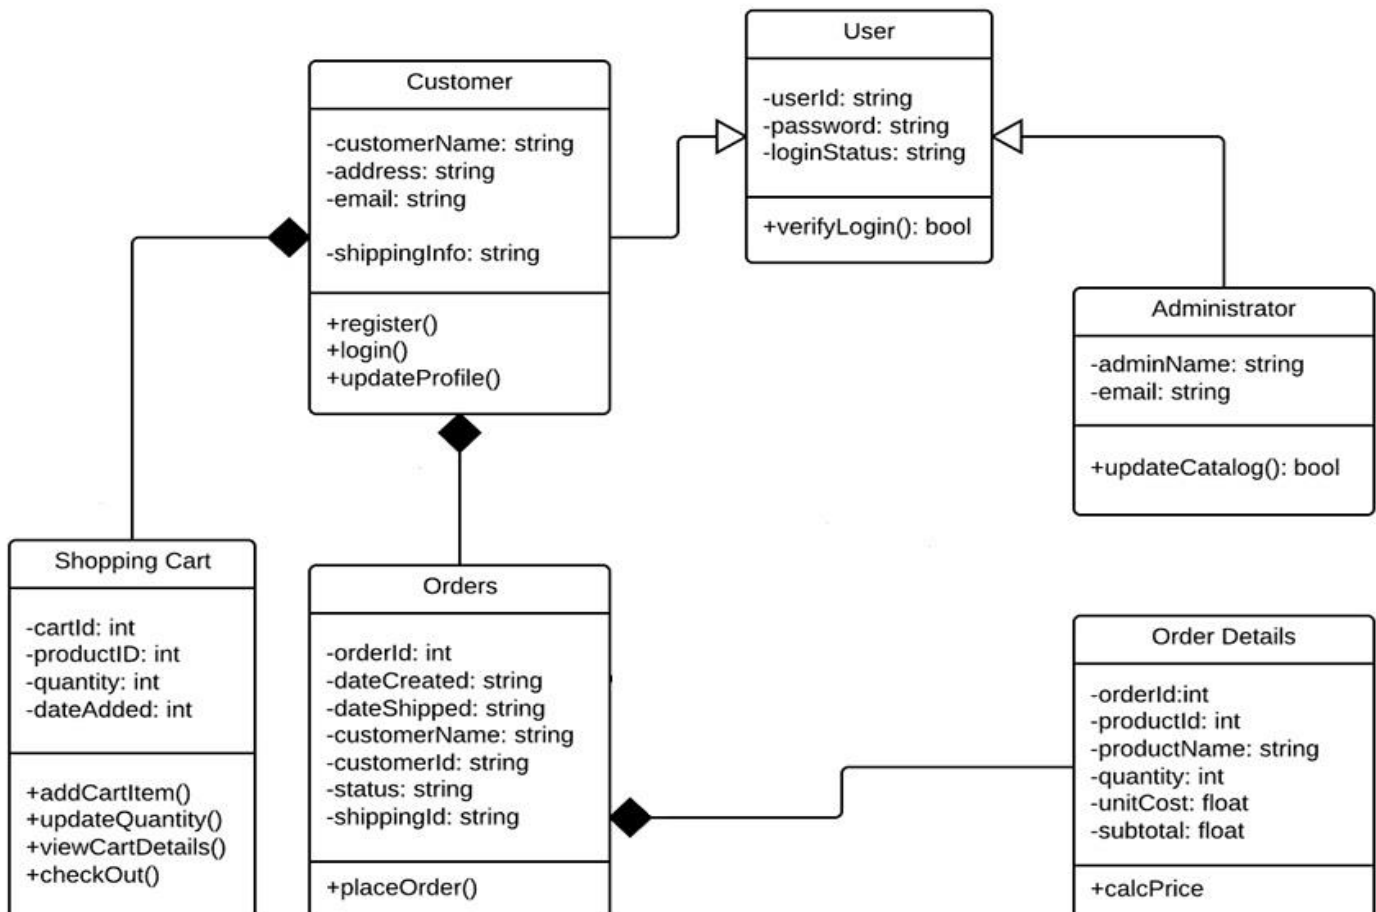 User
-userId: string
-password: string
-loginStatus: string
+verifyLogin(): bool
Customer
-customerName: string
-address: string
-email: string
-shippingInfo: string
+register()
+login()
+updateProfile()
Administrator
-adminName: string
-email: string
+updateCatalog(): bool
Shopping Cart
-cartId: int
-productID: int
-quantity: int
-dateAdded: int
+addCartItem()
+updateQuantity()
+viewCartDetails()
+checkOut()
Orders
-orderId: int
-dateCreated: string
-dateShipped: string
-customerName: string
-customerId: string
-status: string
-shippingId: string
+placeOrder()
Order Details
-orderId:int
-productId: int
-productName: string
-quantity: int
-unitCost: float
-subtotal: float
+calcPrice